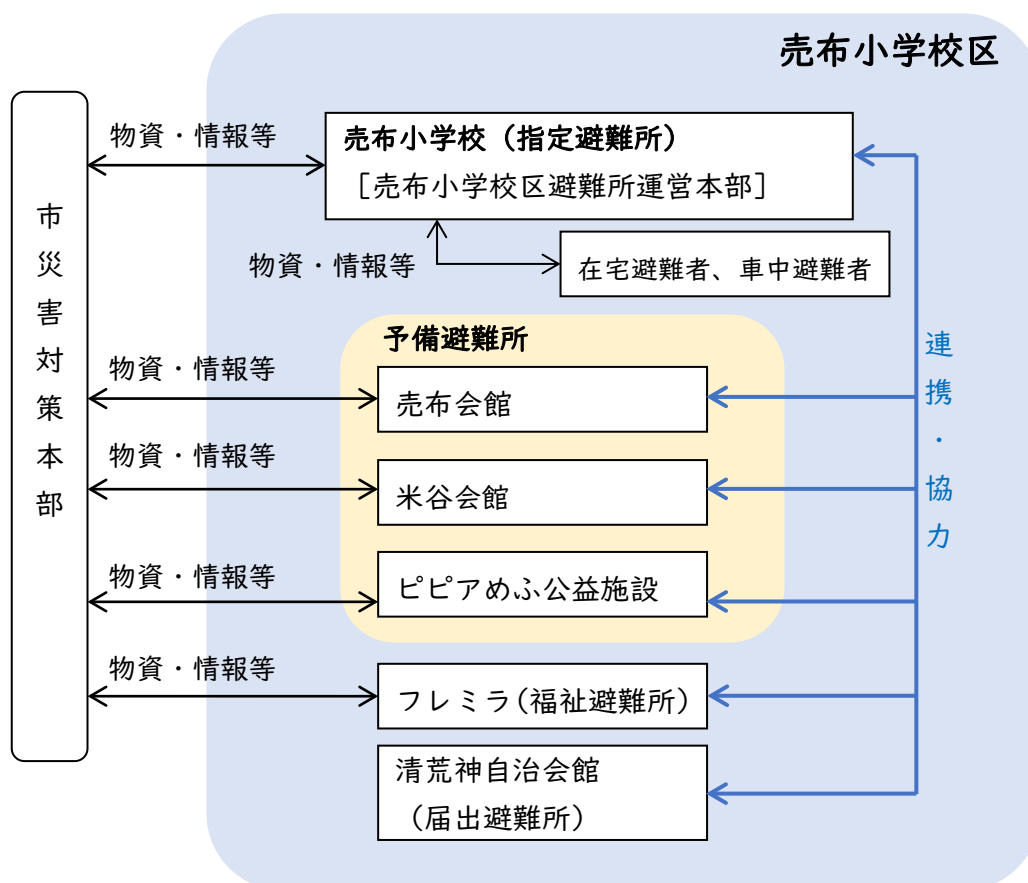 売布小学校区
市災害対策本部
物資・情報等
売布小学校（指定避難所）
［売布小学校区避難所運営本部］
物資・情報等
在宅避難者、車中避難者
予備避難所
物資・情報等
売布会館
物資・情報等
米谷会館
物資・情報等
ピピアめふ公益施設
物資・情報等
フレミラ(福祉避難所)
清荒神自治会館
（届出避難所）
連携・協力